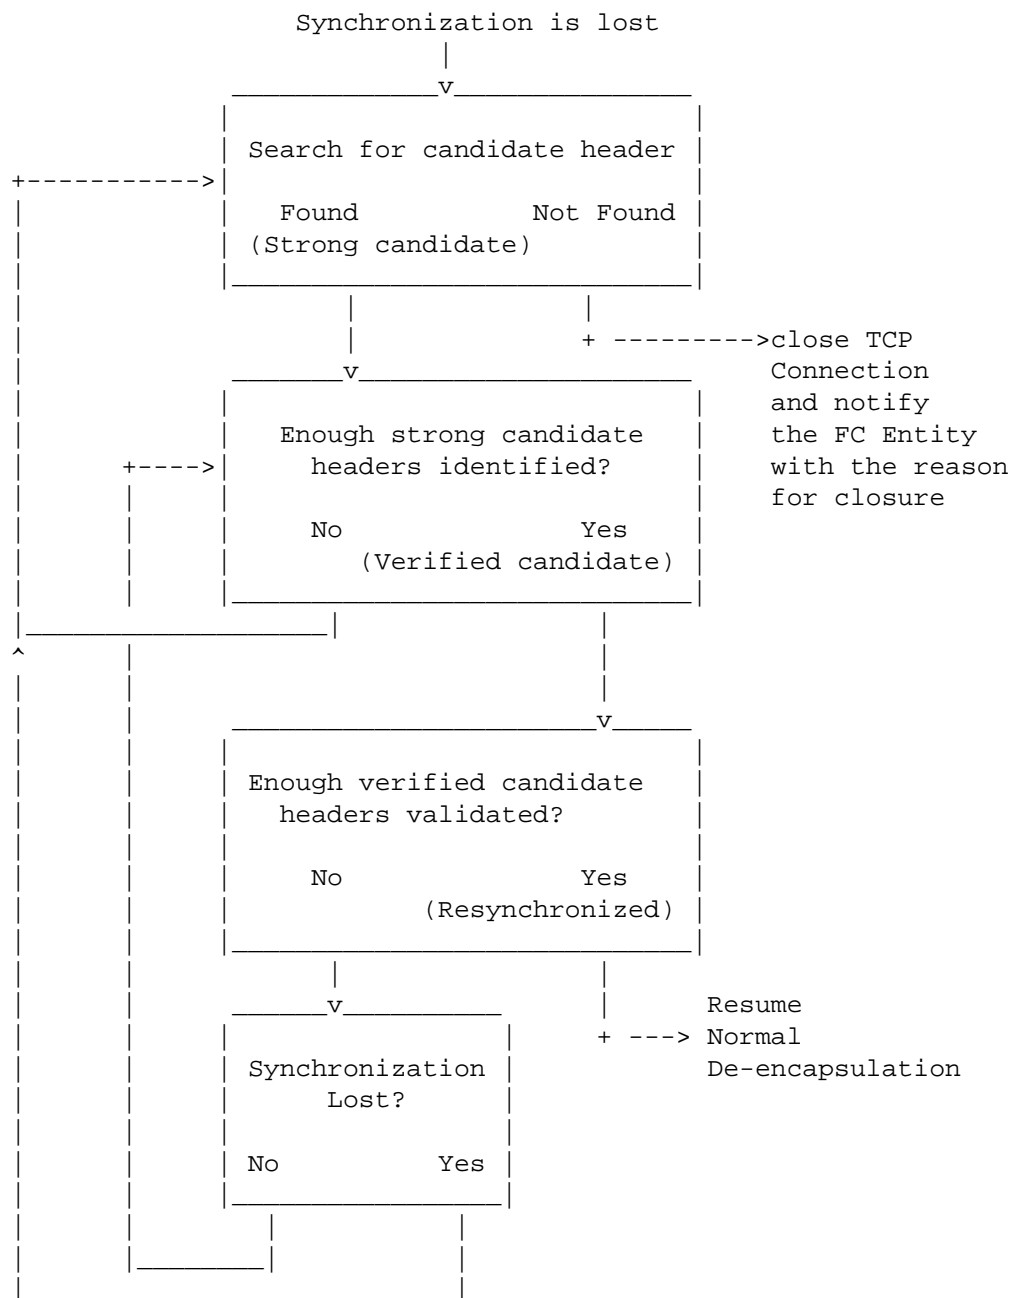 Synchronization is lost
Search for candidate header
Found Not Found
(Strong candidate)
close TCP
Connection
and notify
the FC Entity
with the reason
for closure
Enough strong candidate
headers identified?
No Yes
(Verified candidate)
Enough verified candidate
headers validated?
No Yes
(Resynchronized)
Resume
Normal
De-encapsulation
Synchronization
Lost?
No Yes